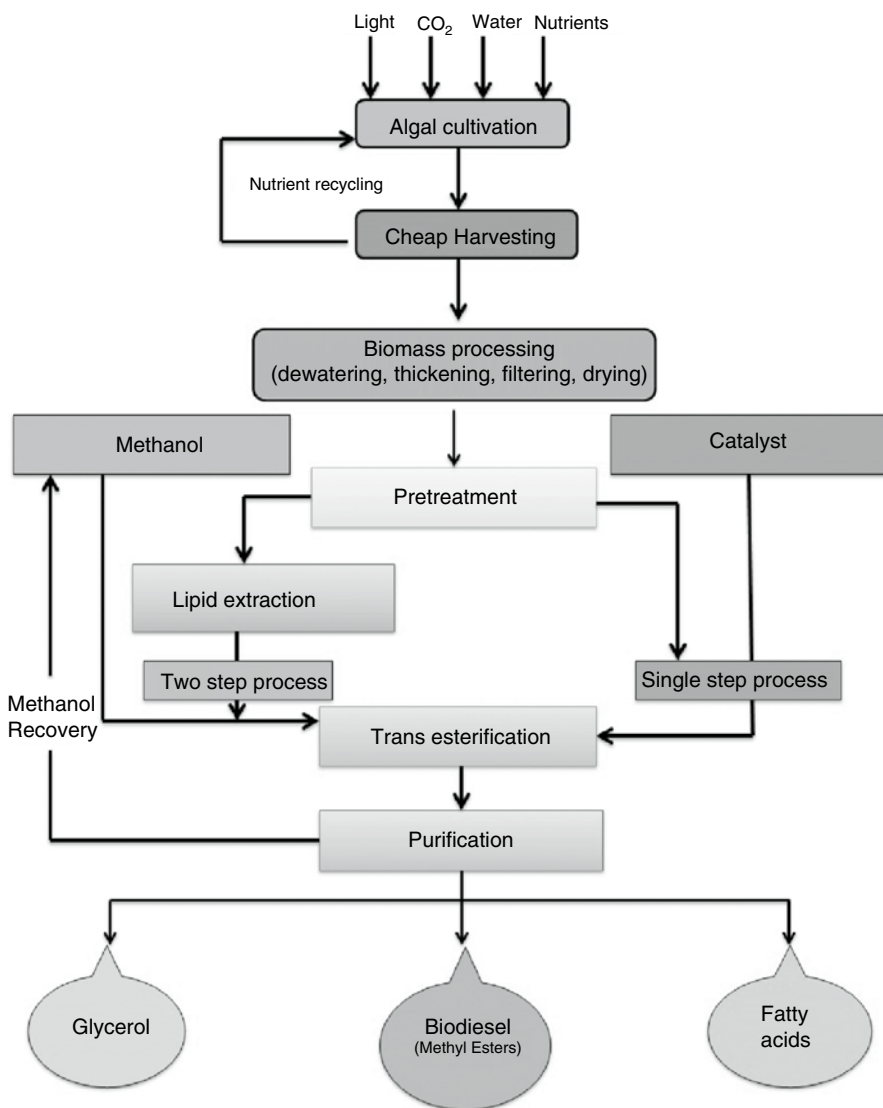 Light CO₂ Water Nutrients
Algal cultivation
Nutrient recycling
Cheap Harvesting
Biomass processing
(dewatering, thickening, filtering, drying)
Methanol
Catalyst
Pretreatment
Lipid extraction
Two step process
Single step process
Methanol
Recovery
Trans esterification
Purification
Glycerol
Biodiesel
(Methyl Esters)
Fatty
acids